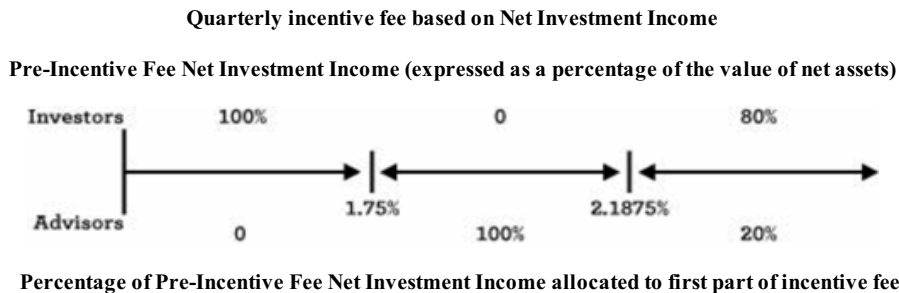 Quarterly incentive fee based on Net Investment Income
Pre-Incentive Fee Net Investment Income (expressed as a percentage of the value of net assets)
Investors 100% 0 80%
1.75% 2.1875%
Advisors 0 100% 20%
Percentage of Pre-Incentive Fee Net Investment Income allocated to first part of incentive fee